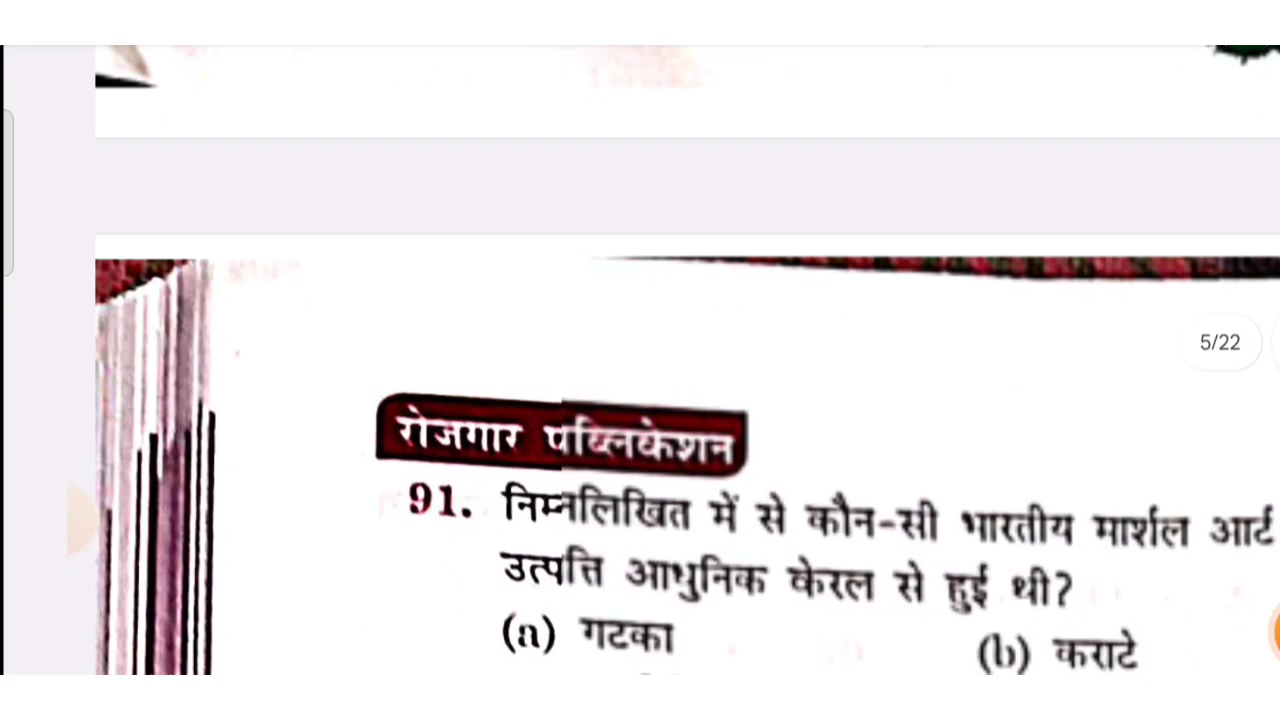 5/22
रोजगार पब्लिकेशन
91. निम्नलिखित में से कौन-सी भारतीय मार्शल आर्ट
उत्पत्ति आधुनिक केरल से हुई थी?
(a) गटका (b) कराटे